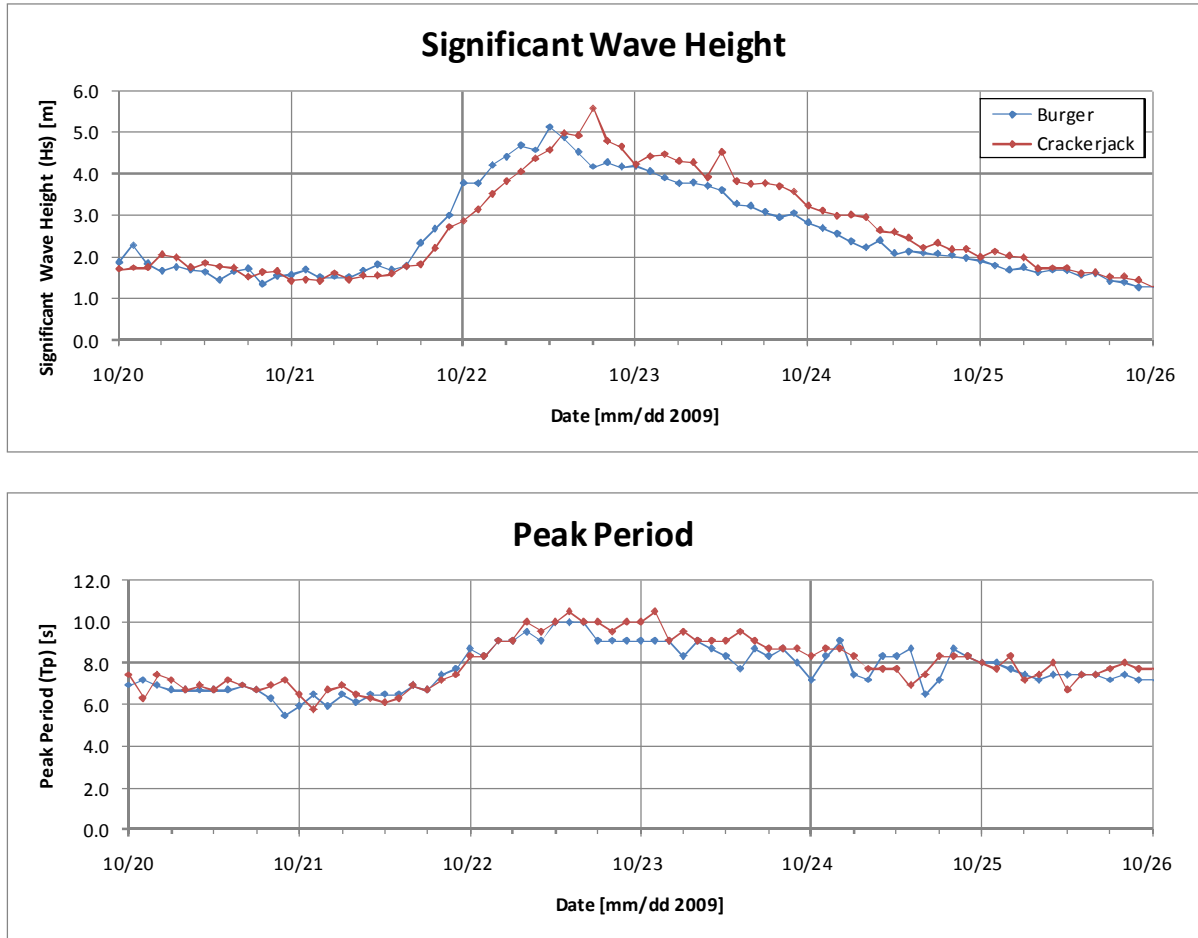 Significant Wave Height
Significant Wave Height (Hs) [m]
6.0
5.0
4.0
3.0
2.0
1.0
0.0
Burger
Crackerjack
10/20 10/21 10/22 10/23 10/24 10/25 10/26
Date [mm/dd 2009]
Peak Period
Peak Period (Tp) [s]
12.0
10.0
8.0
6.0
4.0
2.0
0.0
10/20 10/21 10/22 10/23 10/24 10/25 10/26
Date [mm/dd 2009]